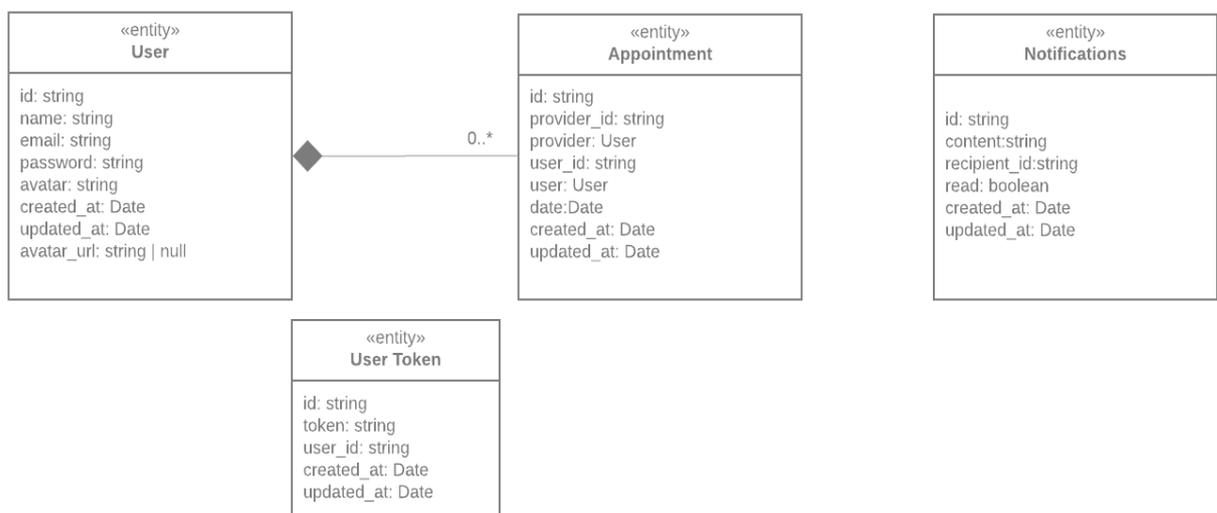 «entity»
User
id: string
name: string
email: string
password: string
avatar: string
created_at: Date
updated_at: Date
avatar_url: string | null
0..*
«entity»
Appointment
id: string
provider_id: string
provider: User
user_id: string
user: User
date:Date
created_at: Date
updated_at: Date
«entity»
Notifications
id: string
content:string
recipient_id:string
read: boolean
created_at: Date
updated_at: Date
«entity»
User Token
id: string
token: string
user_id: string
created_at: Date
updated_at: Date